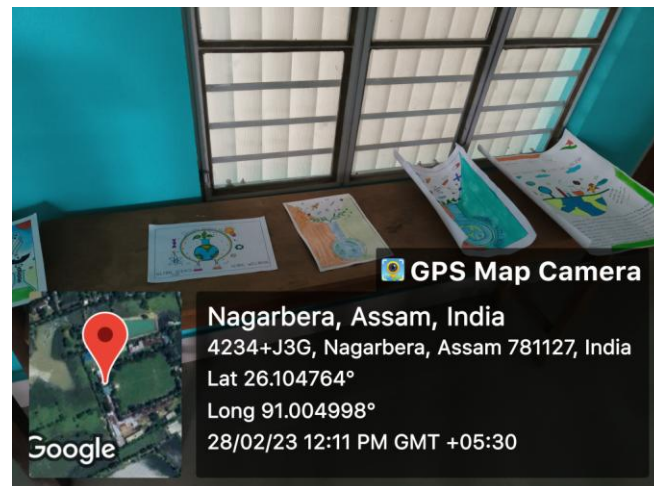 GPS Map Camera
Nagarbera, Assam, India
4234+J3G, Nagarbera, Assam 781127, India
Lat 26.104764°
Long 91.004998°
28/02/23 12:11 PM GMT +05:30
Google